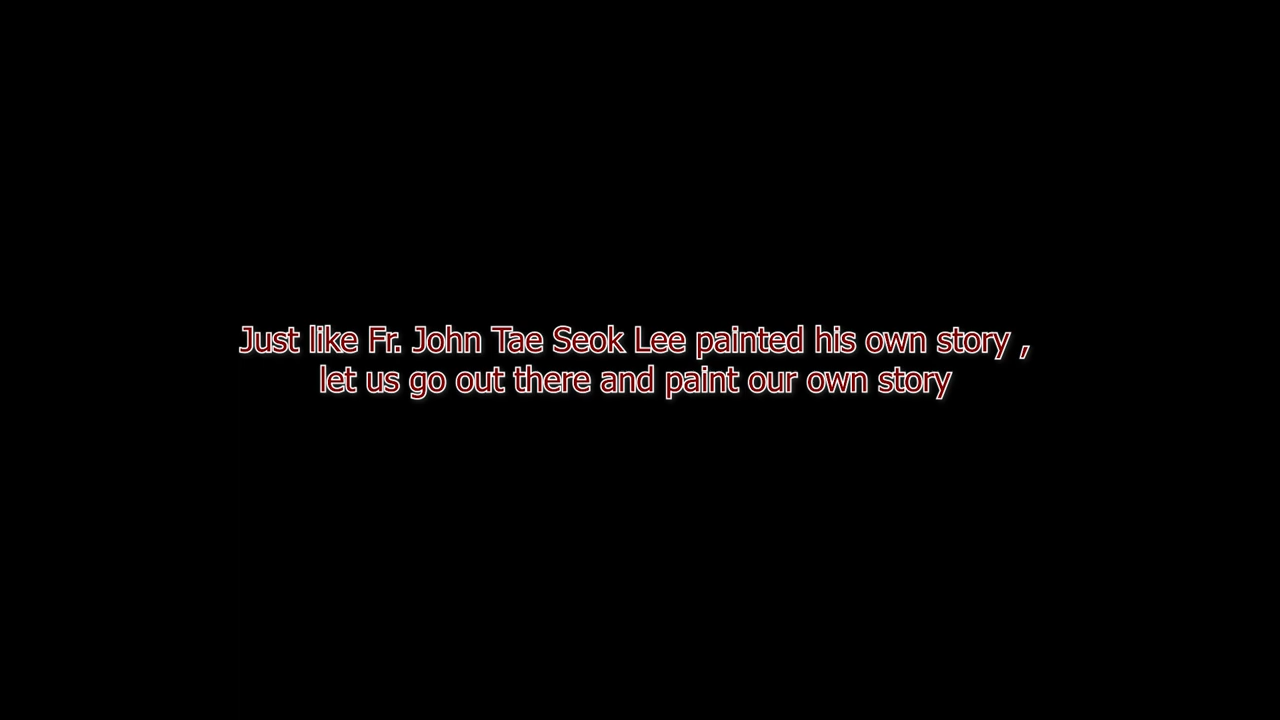 Just like Fr. John Tae Seok Lee painted his own story ,
let us go out there and paint our own story